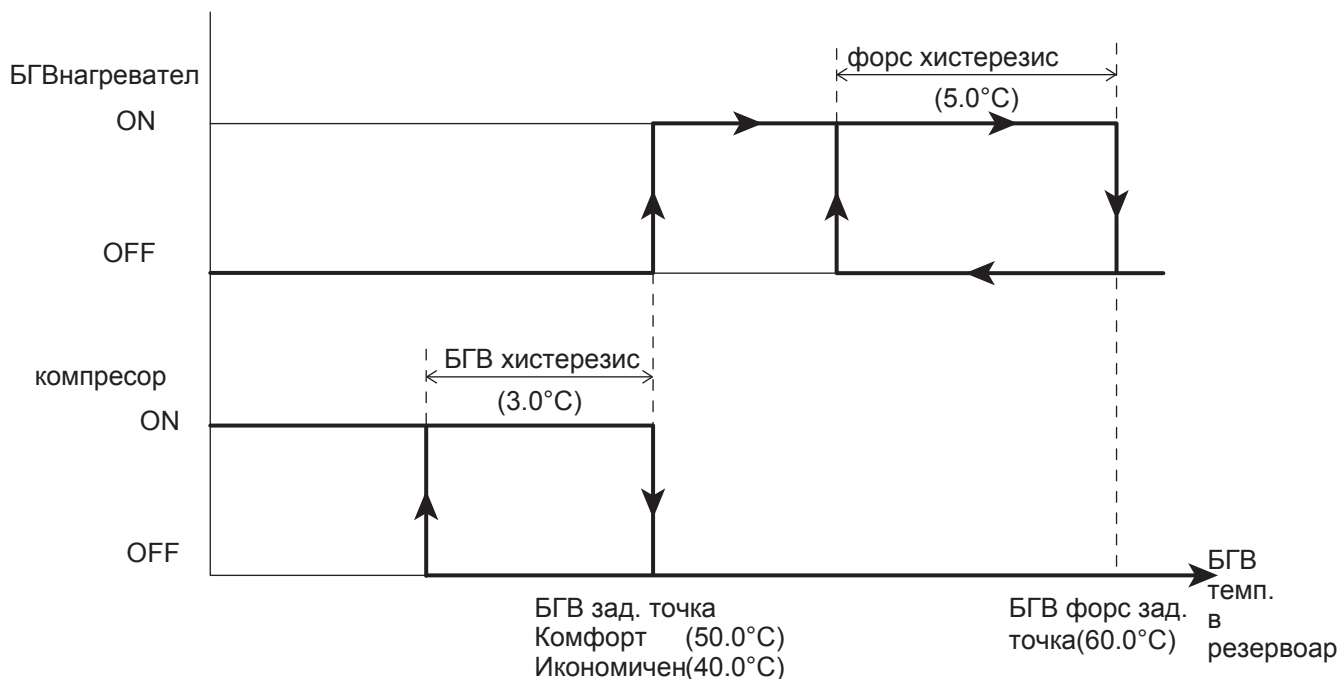 форс хистерезис
БГВнагревател
(5.0°C)
ON
OFF
БГВ хистерезис
компресор
(3.0°C)
ON
OFF
БГВ
темп.
в
резервоар
БГВ зад. точка
Комфорт (50.0°C)
Икономичен(40.0°C)
БГВ форс зад.
точка(60.0°C)